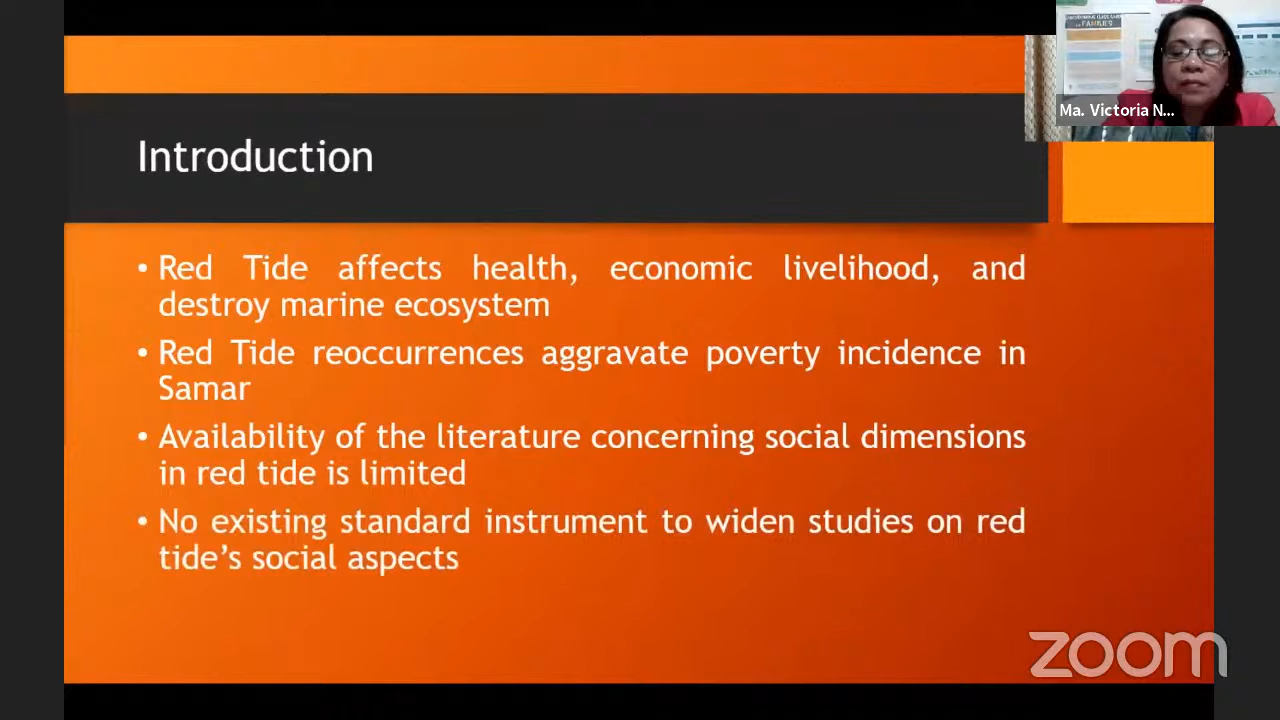 FAMILIES
Ma. Victoria N...
Introduction
• Red Tide affects health, economic livelihood, and
destroy marine ecosystem
• Red Tide reoccurrences aggravate poverty incidence in
Samar
• Availability of the literature concerning social dimensions
in red tide is limited
• No existing standard instrument to widen studies on red
tide’s social aspects
zoom